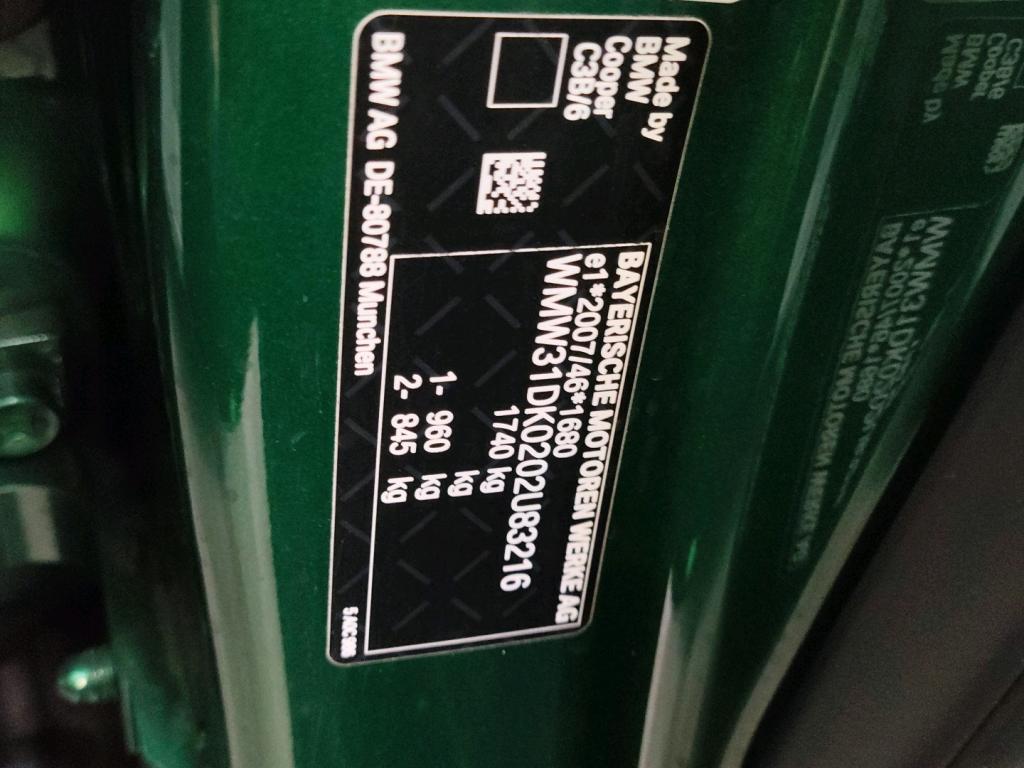 Made by
BMW
Cooper
C3B/6
BAYERISCHE MOTOREN WERKE AG
e1*2007/46*1680
WMW31DK0202U83216
1740 kg
kg
1- 960 kg
2- 845 kg
BMW AG DE-80788 Munchen